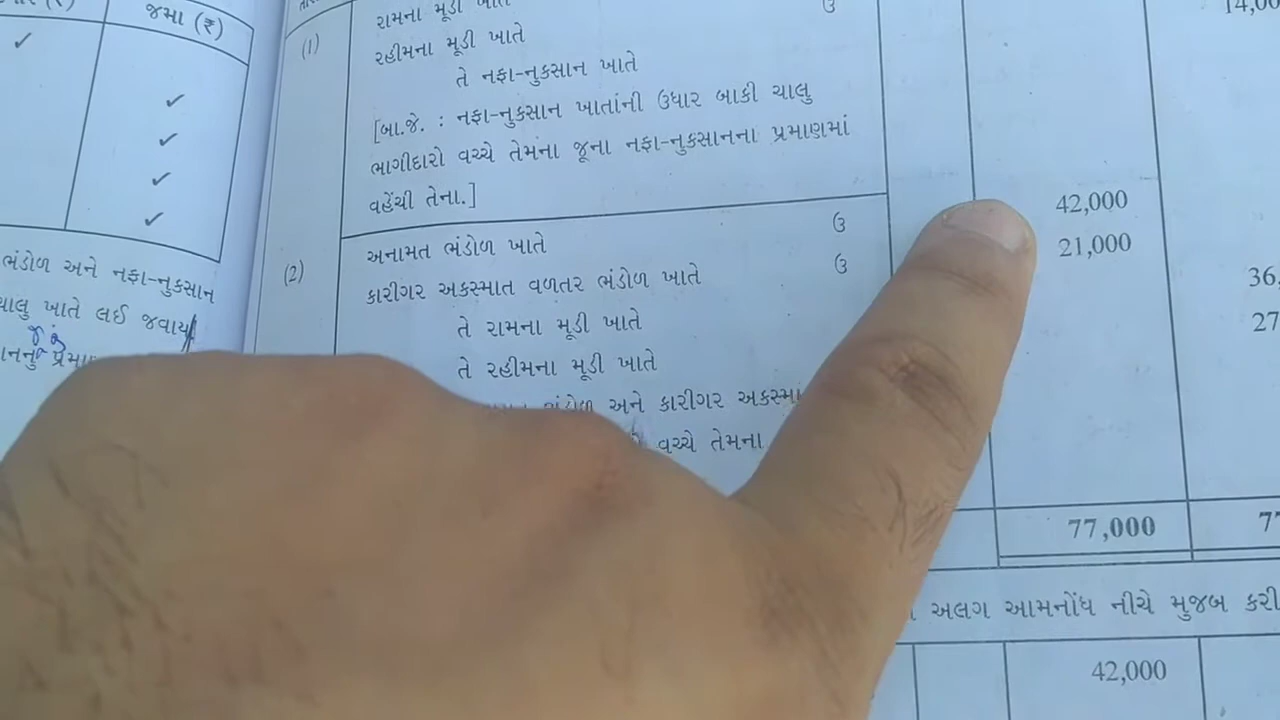 જમા (₹)
રામના મૂડી ખાતે ઉ
14,00
(1) રહીમના મૂડી ખાતે
તે નફા-નુકસાન ખાતે
[બા.જે. : નફા-નુકસાન ખાતાંની ઉધાર બાકી ચાલુ
ભાગીદારો વચ્ચે તેમના જૂના નફા-નુકસાનના પ્રમાણમાં
વહેંચી તેના.]
(2) અનામત ભંડોળ ખાતે ઉ 42,000
કારીગર અકસ્માત વળતર ભંડોળ ખાતે ઉ 21,000
તે રામના મૂડી ખાતે 36,
તે રહીમના મૂડી ખાતે 27
અને કારીગર અકસ્મા
વચ્ચે તેમના
77,000 77
ભંડોળ અને નફા-નુકસાન
ખાતે લઈ જવાય
અલગ આમનોંધ નીચે મુજબ કરી
42,000